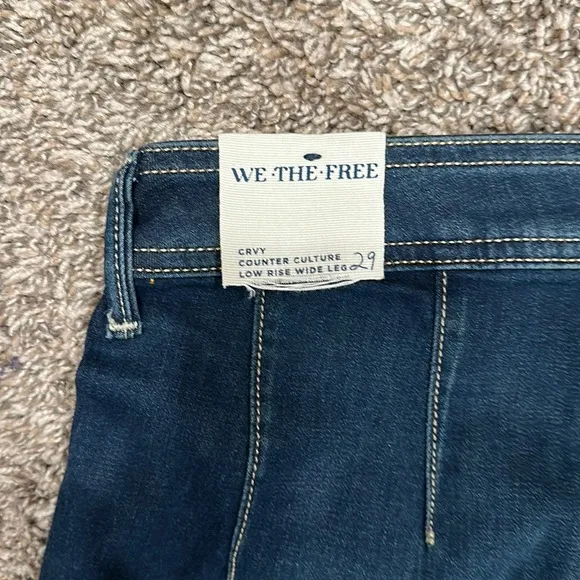 WE·THE·FREE
CRVY
COUNTER CULTURE
LOW RISE WIDE LEG 29